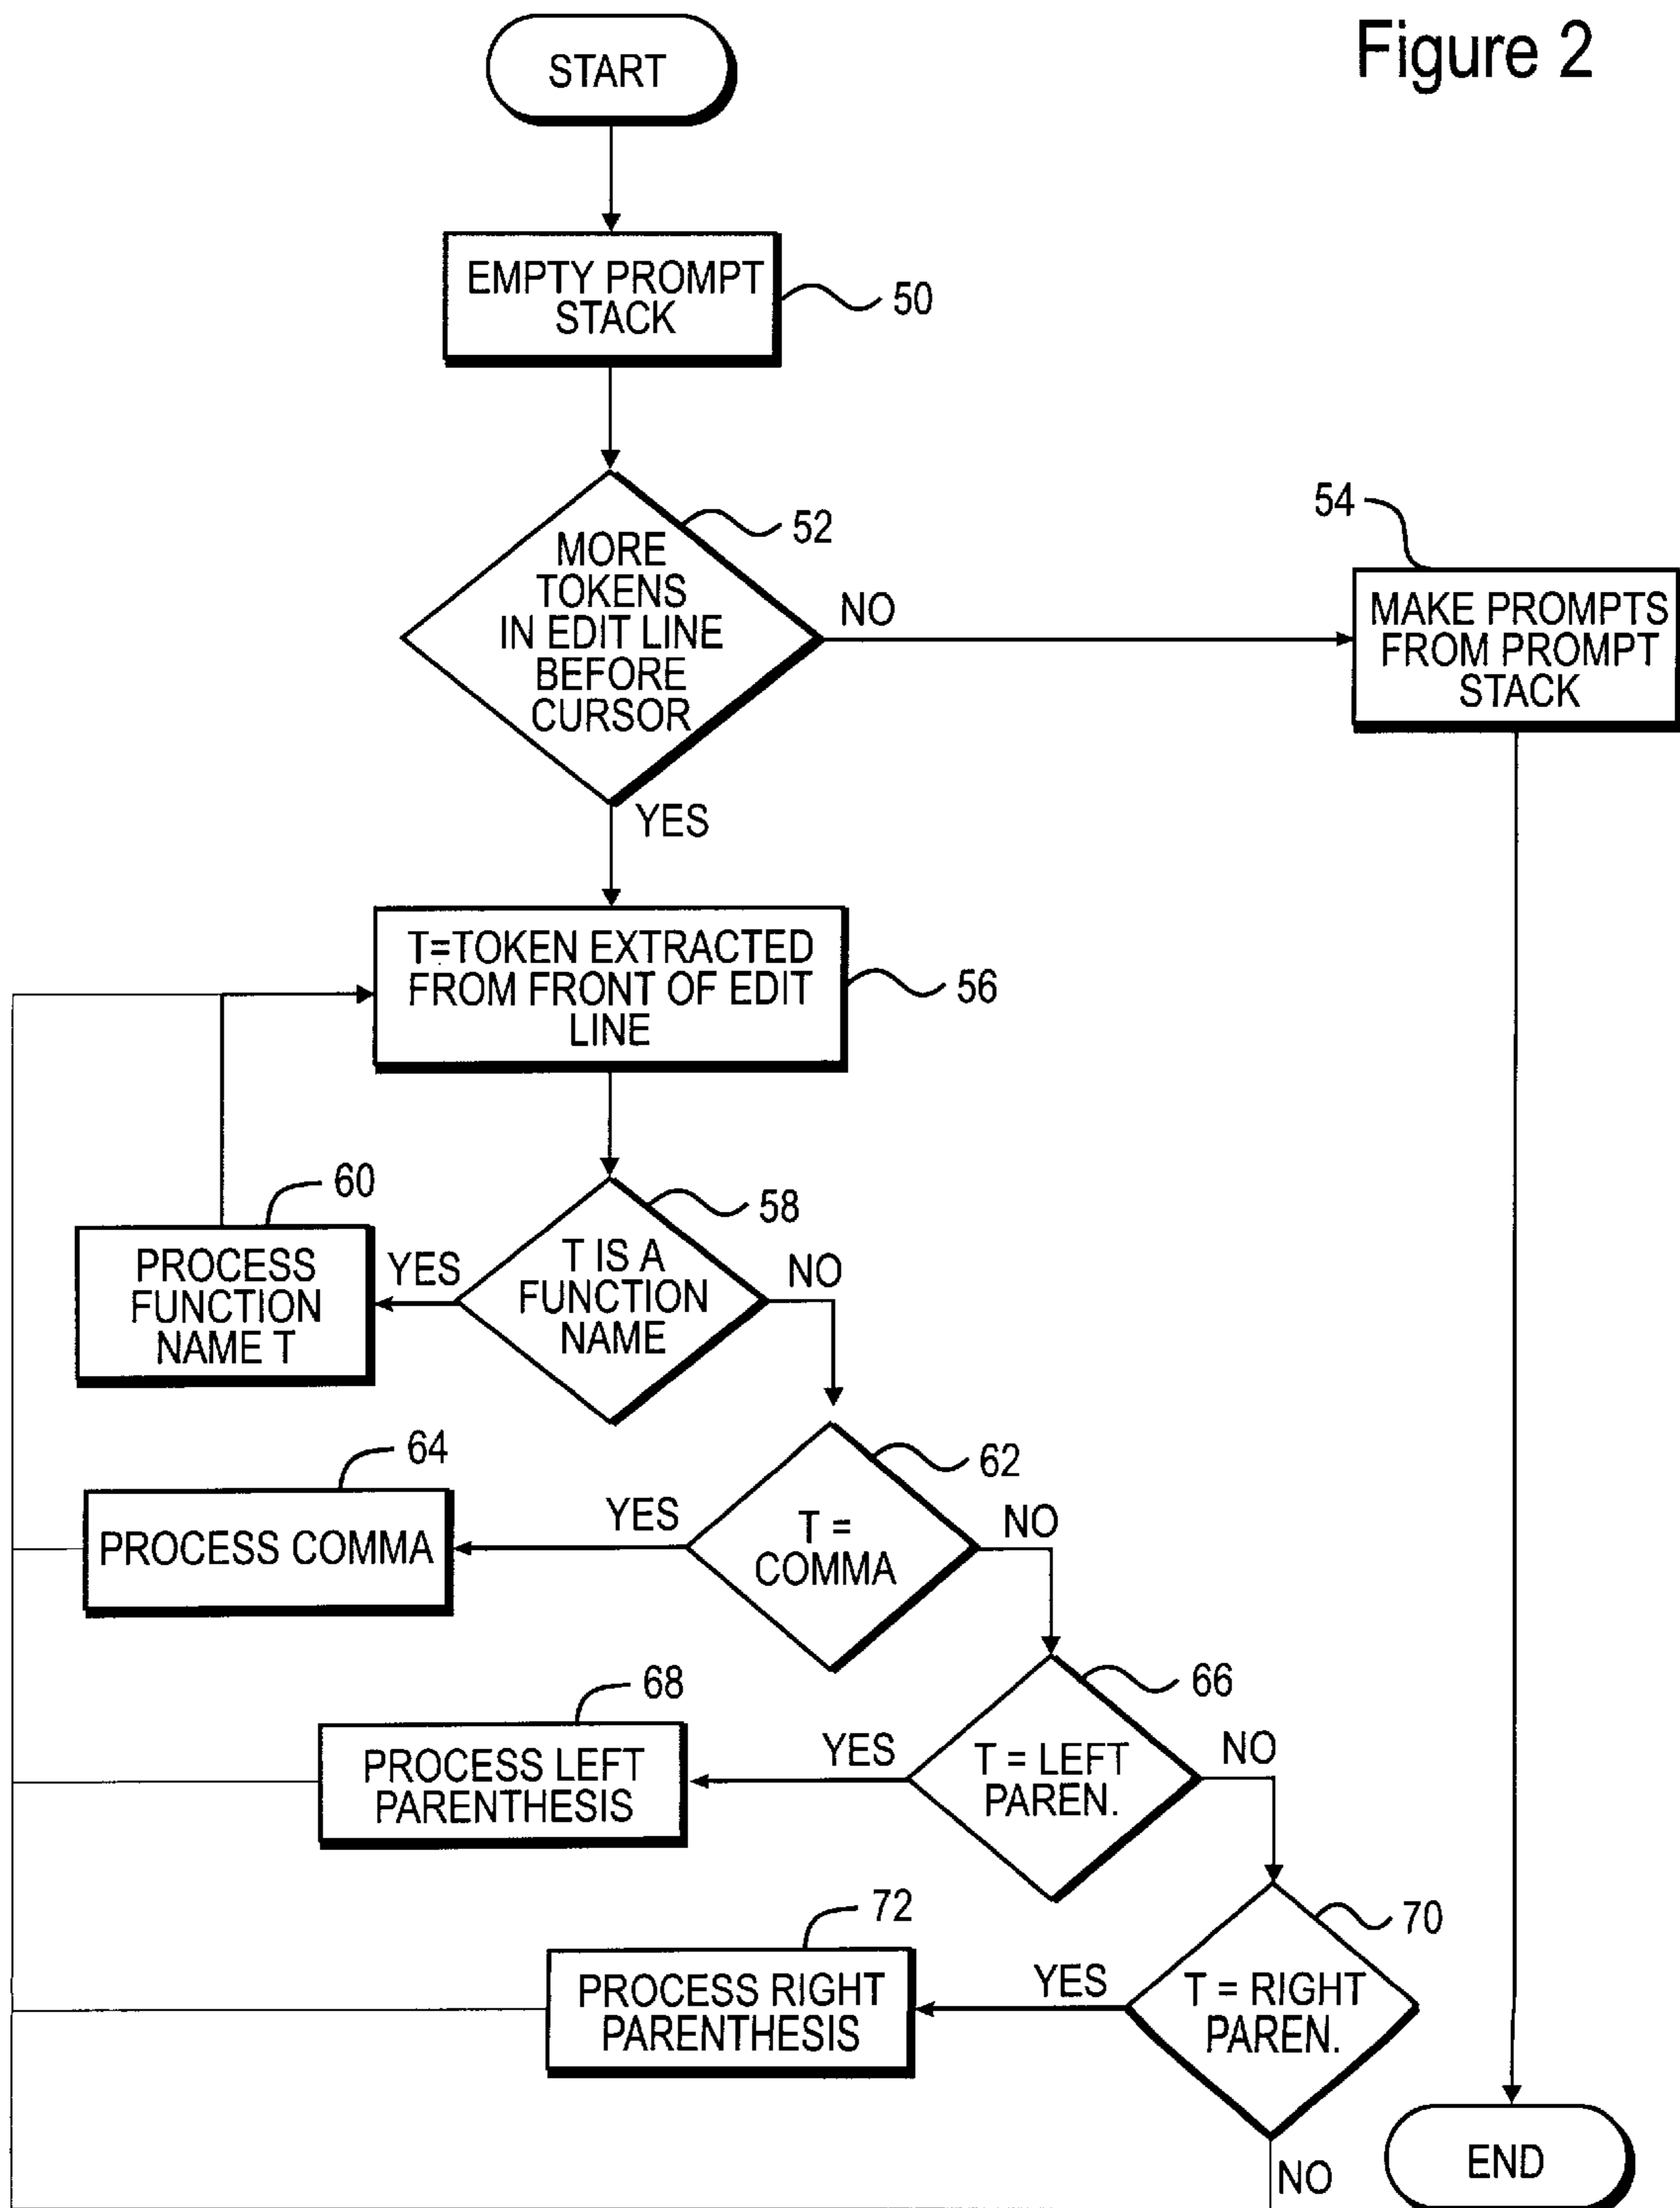 Figure 2
START
EMPTY PROMPT
STACK
50
52
MORE
TOKENS
IN EDIT LINE
BEFORE
CURSOR
NO
54
MAKE PROMPTS
FROM PROMPT
STACK
YES
T=TOKEN EXTRACTED
FROM FRONT OF EDIT
LINE
56
60
PROCESS
FUNCTION
NAME T
YES
58
T IS A
FUNCTION
NAME
NO
64
PROCESS COMMA
YES
62
T =
COMMA
NO
68
PROCESS LEFT
PARENTHESIS
YES
66
T = LEFT
PAREN.
NO
72
PROCESS RIGHT
PARENTHESIS
YES
70
T = RIGHT
PAREN.
NO
END